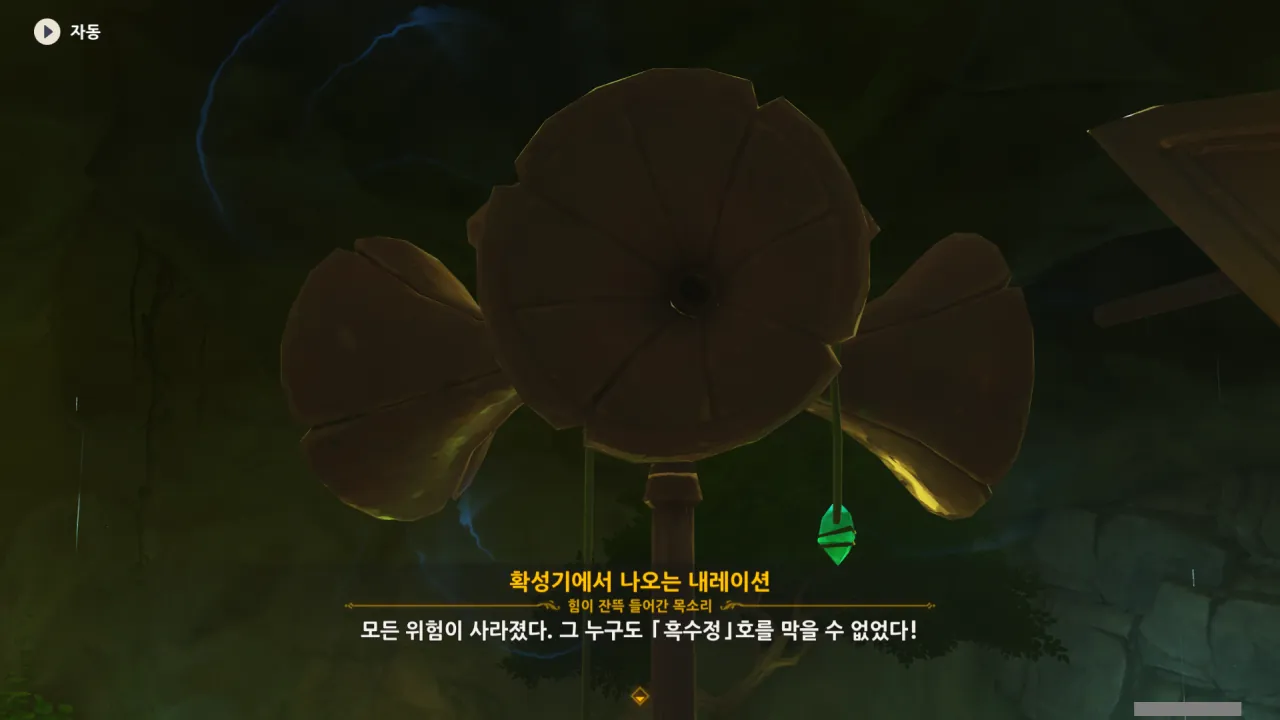 자동
확성기에서 나오는 내레이션
힘이 잔뜩 들어간 목소리
모든 위험이 사라졌다. 그 누구도 「흑수정」호를 막을 수 없었다!